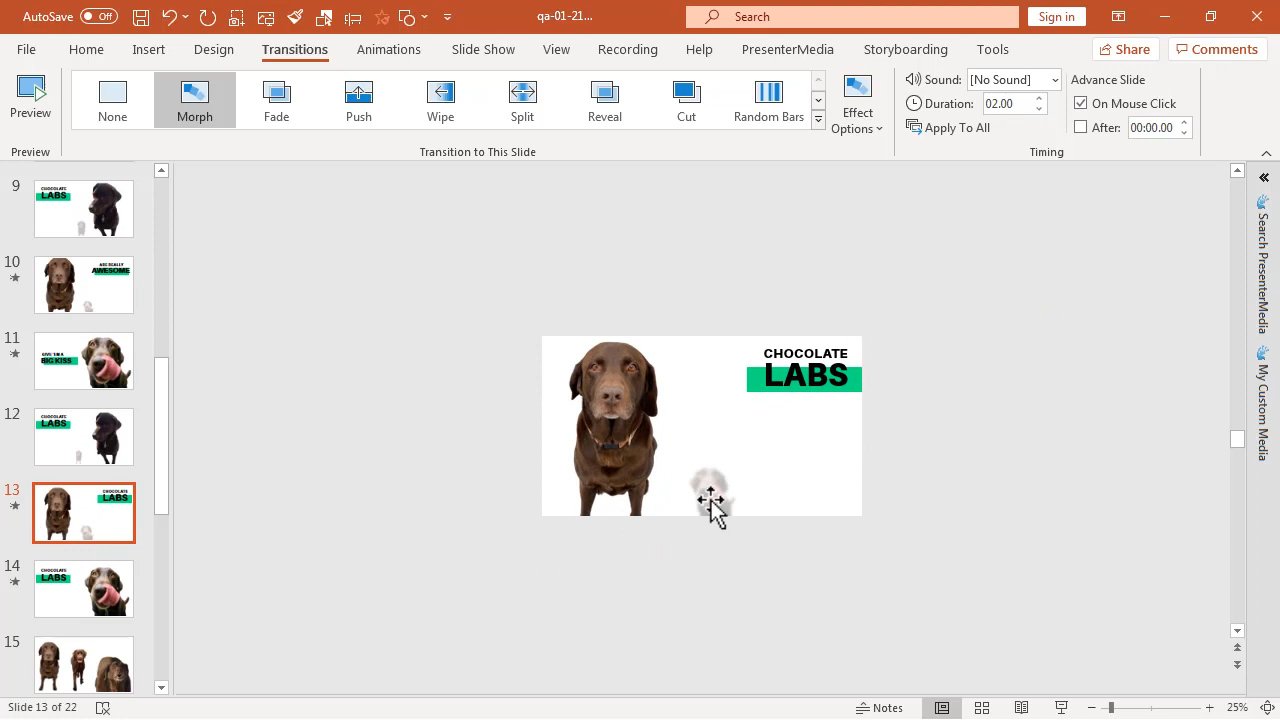 AutoSave Off qa-01-21... Search Sign in
File Home Insert Design Transitions Animations Slide Show View Recording Help PresenterMedia Storyboarding Tools Share Comments
Preview None Morph Fade Push Wipe Split Reveal Cut Random Bars Effect Options
Sound: [No Sound] Advance Slide
Duration: 02.00 On Mouse Click
Apply To All After: 00:00.00
Preview Transition to This Slide Timing
9
CHOCOLATE
LABS
10
ARE REALLY
AWESOME
11
GIVE 'EM A
BIG KISS
12
CHOCOLATE
LABS
13
CHOCOLATE
LABS
14
CHOCOLATE
LABS
15
CHOCOLATE
LABS
Search PresenterMedia
My Custom Media
Slide 13 of 22 Notes 25%